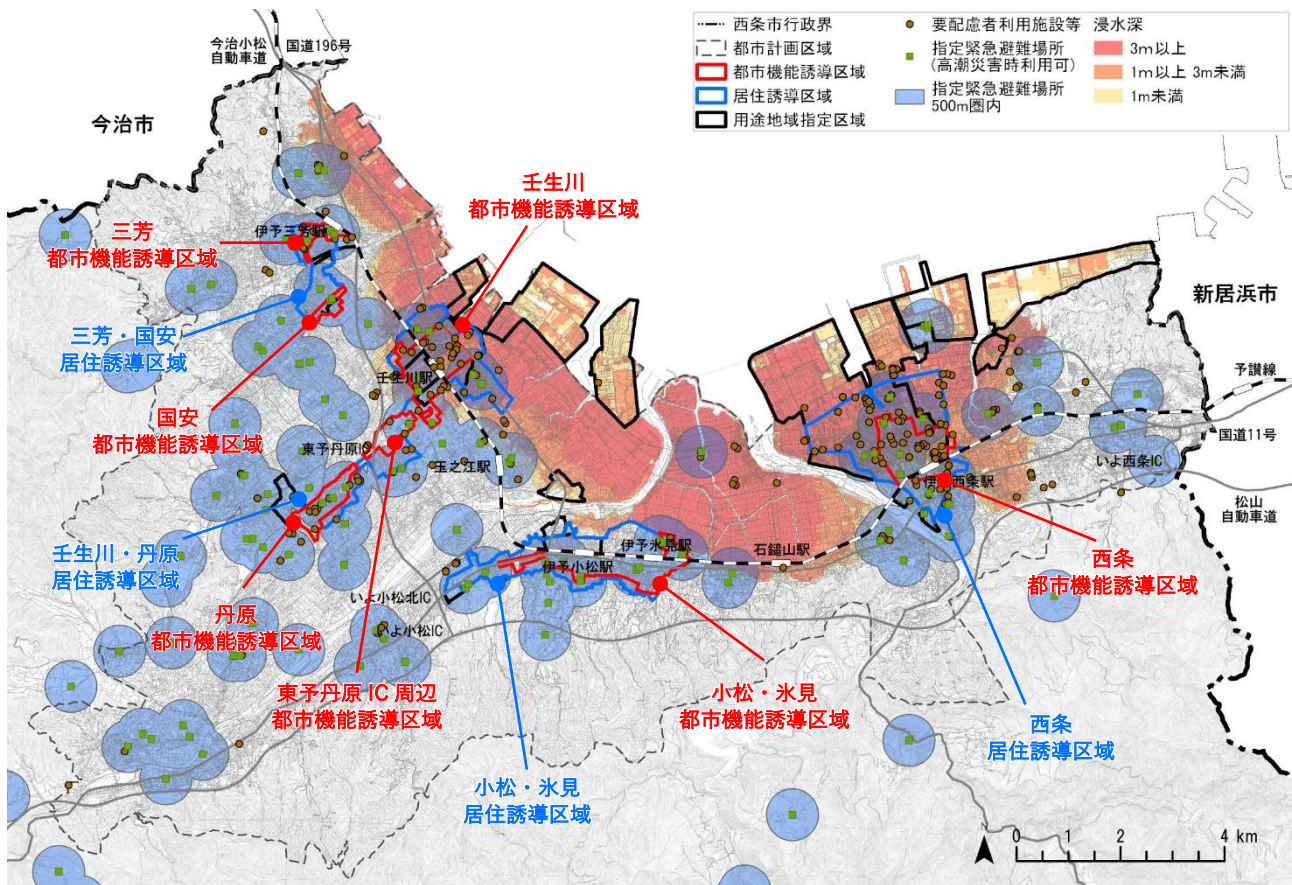 西条市行政界
都市計画区域
都市機能誘導区域
居住誘導区域
用途地域指定区域
要配慮者利用施設等
指定緊急避難場所
(高潮災害時利用可)
指定緊急避難場所
500m圏内
浸水深
3m以上
1m以上 3m未満
1m未満
今治小松
自動車道
国道196号
今治市
壬生川
都市機能誘導区域
三芳
都市機能誘導区域
伊予三芳駅
新居浜市
三芳・国安
居住誘導区域
壬生川駅
予讃線
国安
都市機能誘導区域
国道11号
東予丹原IC
玉之江駅
いよ西条IC
伊予西条駅
松山
自動車道
壬生川・丹原
居住誘導区域
伊予氷見駅
石鎚山駅
伊予小松駅
西条
都市機能誘導区域
いよ小松北IC
丹原
都市機能誘導区域
いよ小松IC
東予丹原IC周辺
都市機能誘導区域
小松・氷見
都市機能誘導区域
西条
居住誘導区域
小松・氷見
居住誘導区域
0 1 2 4 km